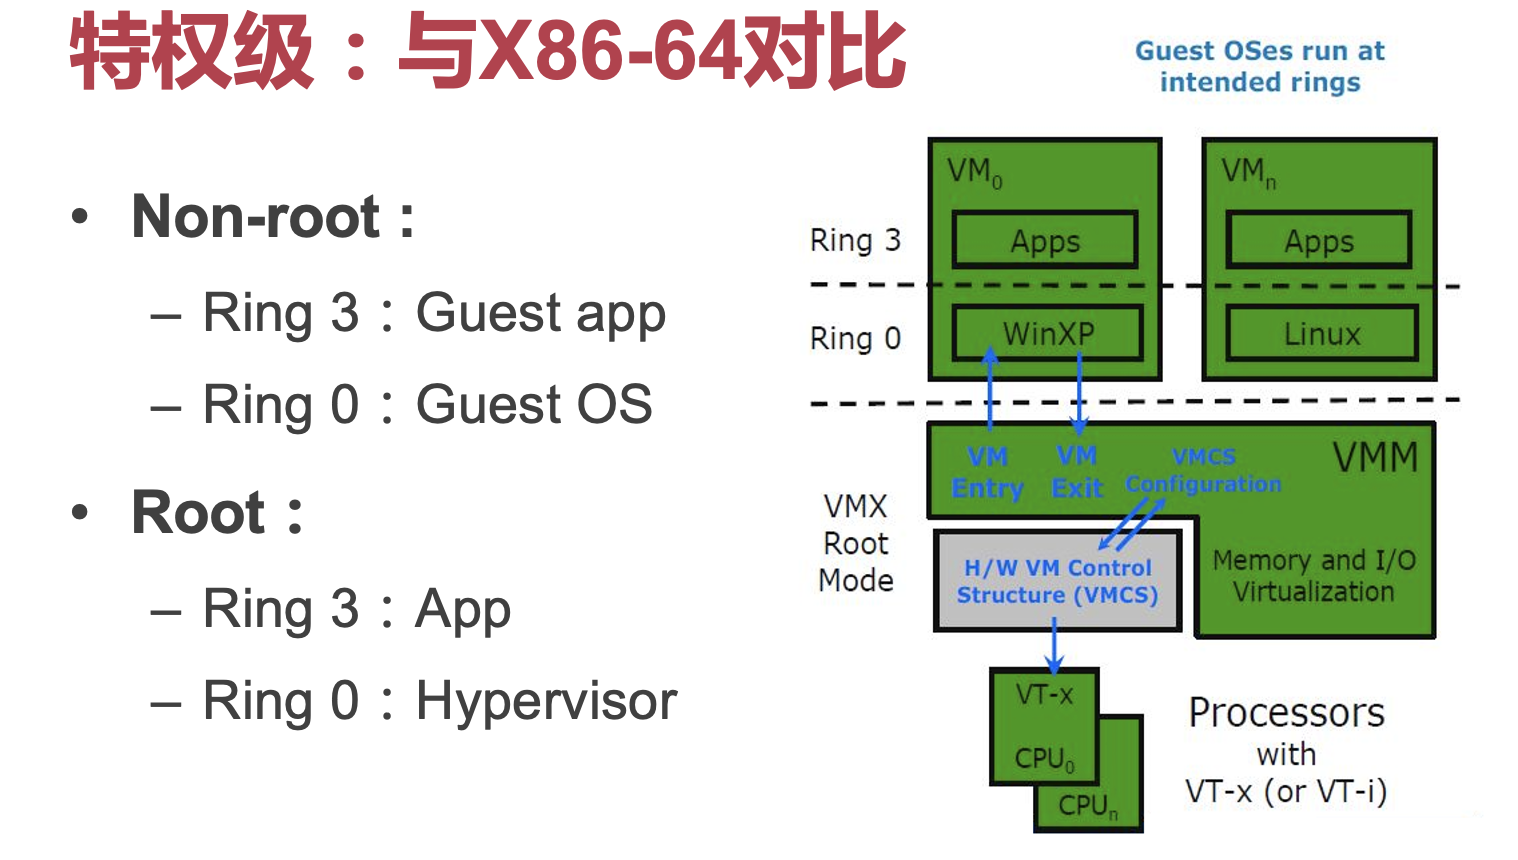 特权级：与X86-64对比
• Non-root：
– Ring 3：Guest app
– Ring 0：Guest OS
• Root：
– Ring 3：App
– Ring 0：Hypervisor
Guest OSes run at
intended rings
VM0
VMn
Ring 3
Apps
Apps
Ring 0
WinXP
Linux
VM
Entry
VM
Exit
VMCS
Configuration
VMM
VMX
Root
Mode
H/W VM Control
Structure (VMCS)
Memory and I/O
Virtualization
VT-x
CPU0
CPUn
Processors
with
VT-x (or VT-i)